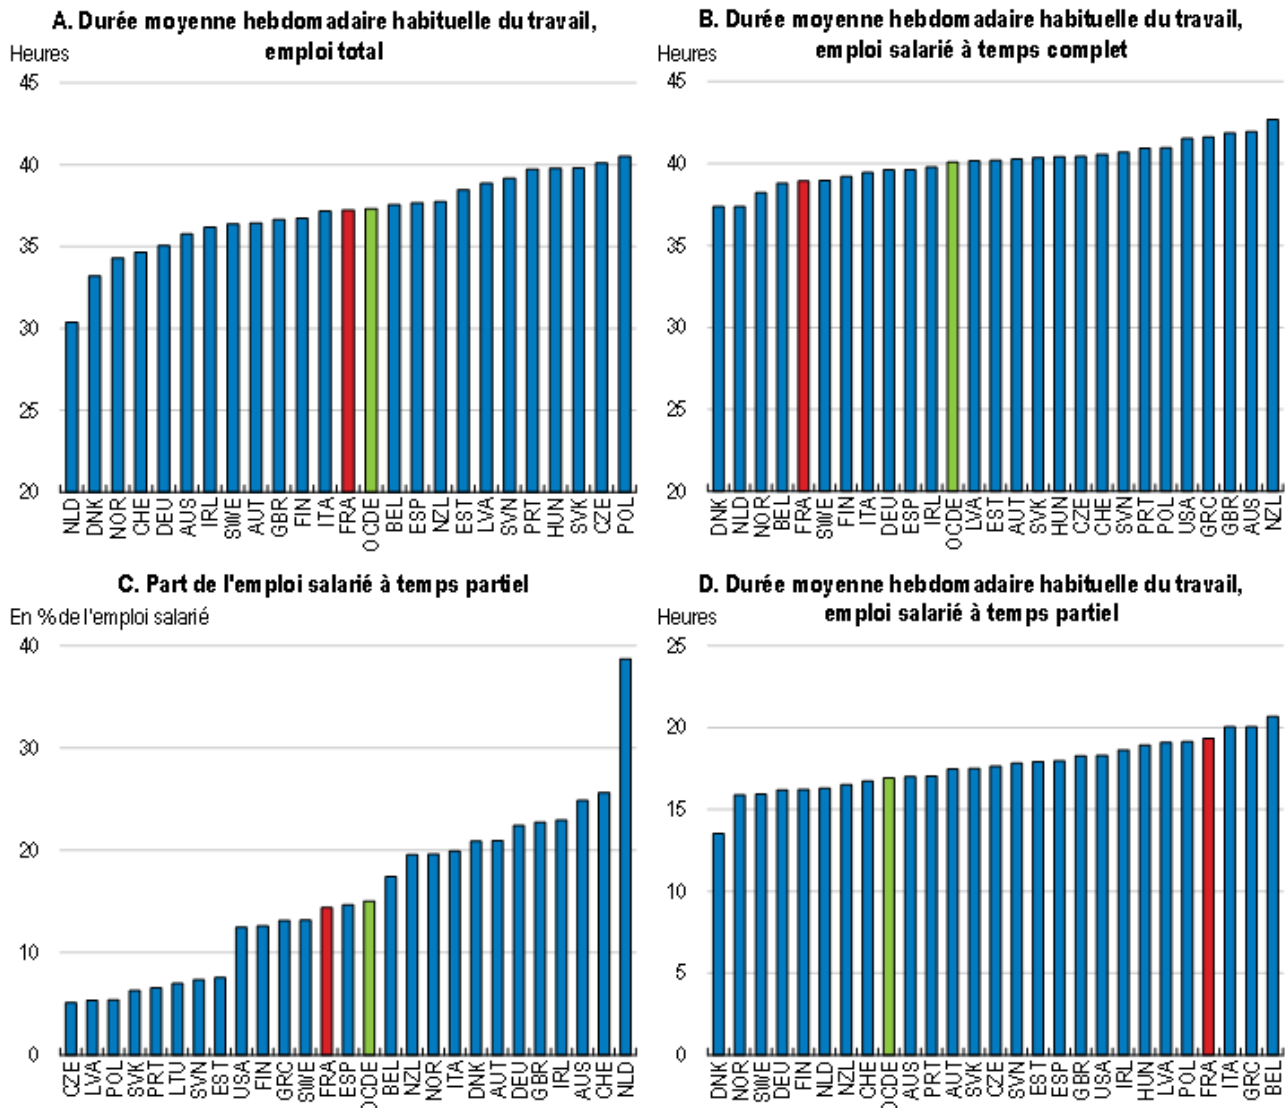 A. Durée moyenne hebdomadaire habituelle du travail,
emploi total
Heures
45
40
35
30
25
20
NLD DNK NOR CHE DEU AUS IRL SWE AUT GBR FIN ITA FRA OCDE BEL ESP NZL EST LVA SVN PRT HUN SVK CZE POL
B. Durée moyenne hebdomadaire habituelle du travail,
emploi salarié à temps complet
Heures
45
40
35
30
25
20
DNK NLD NOR BEL FRA SWE FIN ITA DEU ESP IRL OCDE LVA EST AUT SVK HUN CZE CHE SVN PRT POL USA GRC GBR AUS NZL
C. Part de l'emploi salarié à temps partiel
En % de l'emploi salarié
40
30
20
10
0
CZE LVA POL SVK PRT LTU SVN EST USA FIN GRC SWE FRA ESP OCDE BEL NZL NOR ITA DNK AUT DEU GBR IRL AUS CHE NLD
D. Durée moyenne hebdomadaire habituelle du travail,
emploi salarié à temps partiel
Heures
25
20
15
10
5
0
DNK NOR SWE DEU FIN NLD NZL CHE OCDE AUS PRT AUT SVK CZE SVN EST ESP GBR USA IRL HUN LVA POL FRA ITA GRC BEL